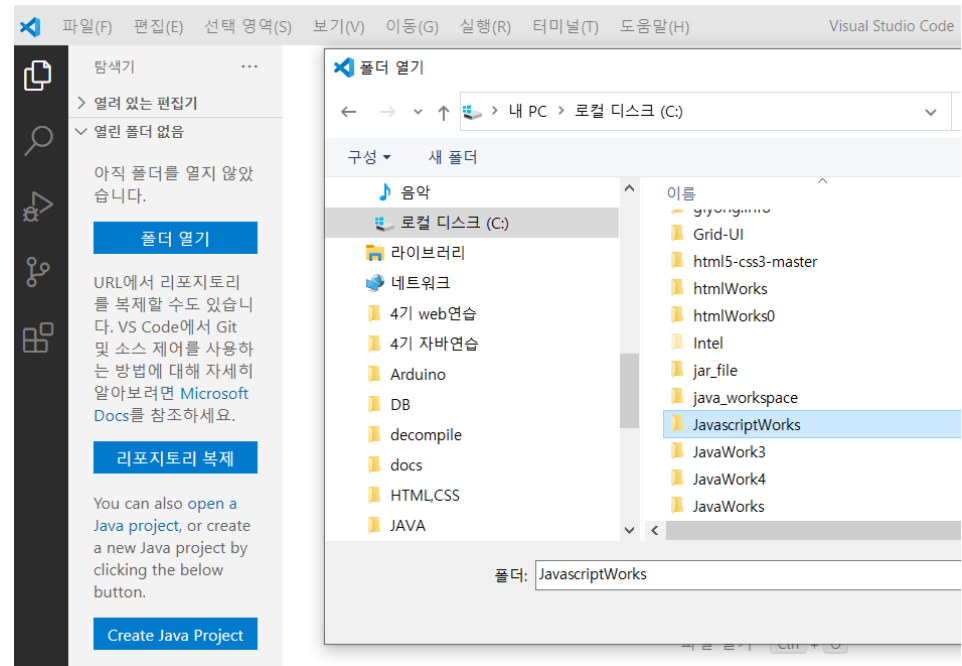 파일(F) 편집(E) 선택 영역(S) 보기(V) 이동(G) 실행(R) 터미널(T) 도움말(H) Visual Studio Code
탐색기
열려 있는 편집기
열린 폴더 없음
아직 폴더를 열지 않았
습니다.
폴더 열기
URL에서 리포지토리
를 복제할 수도 있습니
다. VS Code에서 Git
및 소스 제어를 사용하
는 방법에 대해 자세히
알아보려면 Microsoft
Docs를 참조하세요.
리포지토리 복제
You can also open a
Java project, or create
a new Java project by
clicking the below
button.
Create Java Project
폴더 열기
내 PC > 로컬 디스크 (C:)
구성 새 폴더
음악
로컬 디스크 (C:)
라이브러리
네트워크
4기 web연습
4기 자바연습
Arduino
DB
decompile
docs
HTML,CSS
JAVA
이름
Grid-UI
html5-css3-master
htmlWorks
htmlWorks0
Intel
jar_file
java_workspace
JavascriptWorks
JavaWork3
JavaWork4
JavaWorks
폴더: JavascriptWorks